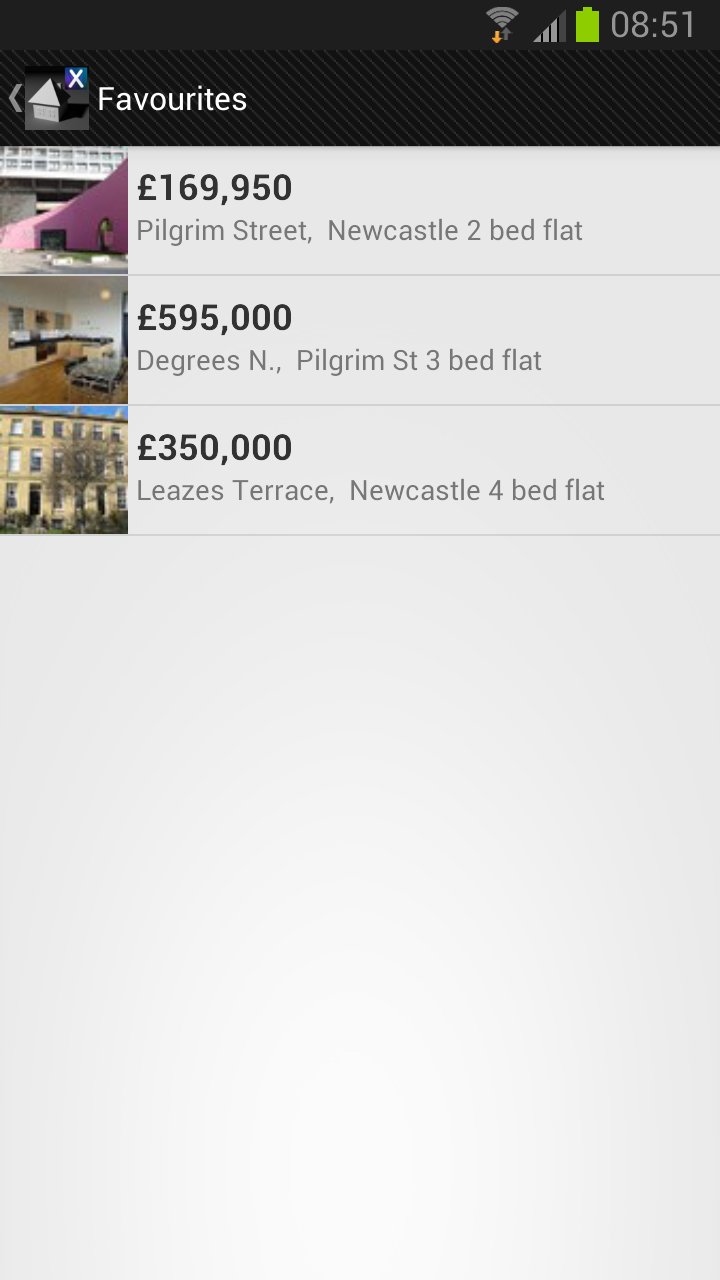 08:51
X
Favourites
£169,950
Pilgrim Street,  Newcastle 2 bed flat
£595,000
Degrees N.,  Pilgrim St 3 bed flat
£350,000
Leazes Terrace,  Newcastle 4 bed flat